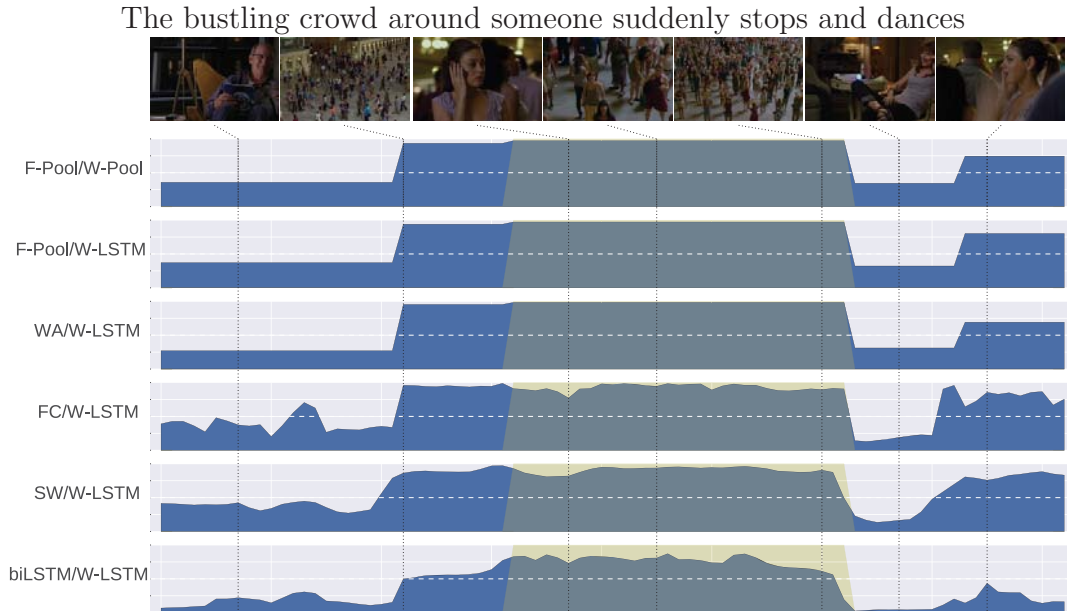 The bustling crowd around someone suddenly stops and dances
F-Pool/W-Pool
F-Pool/W-LSTM
WA/W-LSTM
FC/W-LSTM
SW/W-LSTM
biLSTM/W-LSTM